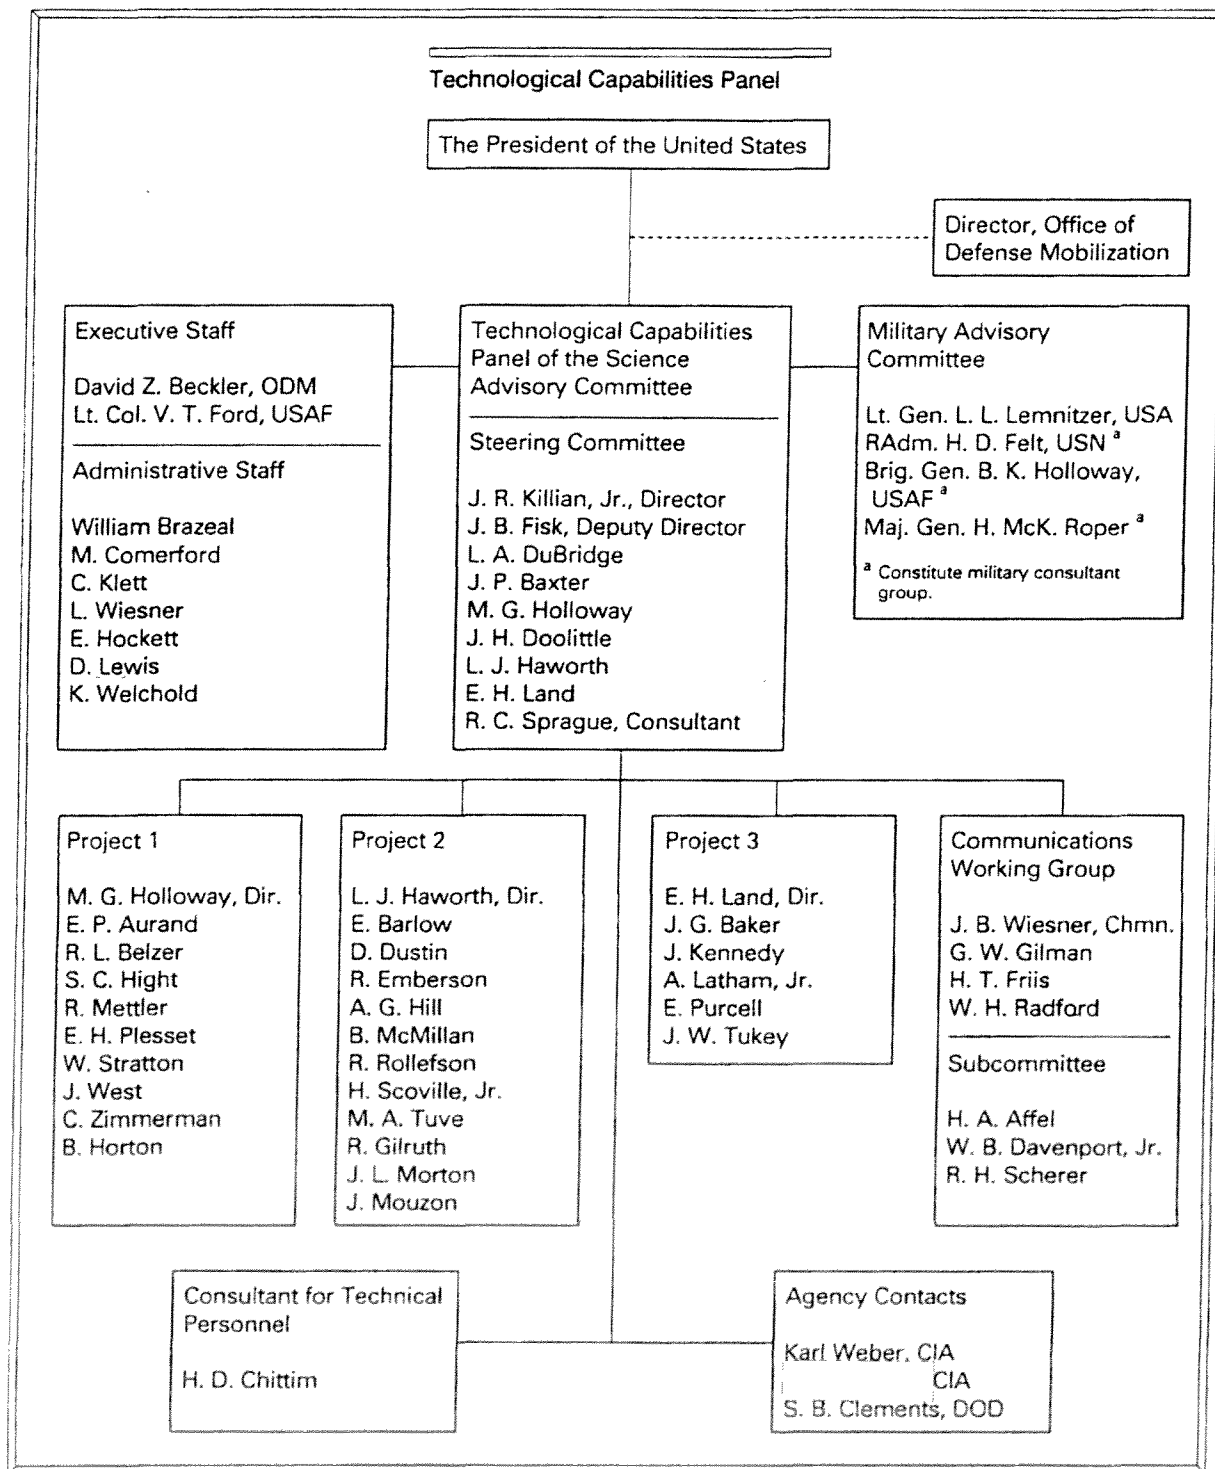 Technological Capabilities Panel
The President of the United States
Director, Office of
Defense Mobilization
Executive Staff
David Z. Beckler, ODM
Lt. Col. V. T. Ford, USAF
Administrative Staff
William Brazeal
M. Comerford
C. Klett
L. Wiesner
E. Hockett
D. Lewis
K. Welchold
Technological Capabilities
Panel of the Science
Advisory Committee
Steering Committee
J. R. Killian, Jr., Director
J. B. Fisk, Deputy Director
L. A. DuBridge
J. P. Baxter
M. G. Holloway
J. H. Doolittle
L. J. Haworth
E. H. Land
R. C. Sprague, Consultant
Military Advisory
Committee
Lt. Gen. L. L. Lemnitzer, USA
RAdm. H. D. Felt, USN a
Brig. Gen. B. K. Holloway,
USAF a
Maj. Gen. H. McK. Roper a
a Constitute military consultant
group.
Project 1
M. G. Holloway, Dir.
E. P. Aurand
R. L. Belzer
S. C. Hight
R. Mettler
E. H. Plesset
W. Stratton
J. West
C. Zimmerman
B. Horton
Project 2
L. J. Haworth, Dir.
E. Barlow
D. Dustin
R. Emberson
A. G. Hill
B. McMillan
R. Rollefson
H. Scoville, Jr.
M. A. Tuve
R. Gilruth
J. L. Morton
J. Mouzon
Project 3
E. H. Land, Dir.
J. G. Baker
J. Kennedy
A. Latham, Jr.
E. Purcell
J. W. Tukey
Communications
Working Group
J. B. Wiesner, Chmn.
G. W. Gilman
H. T. Friis
W. H. Radford
Subcommittee
H. A. Affel
W. B. Davenport, Jr.
R. H. Scherer
Consultant for Technical
Personnel
H. D. Chittim
Agency Contacts
Karl Weber, CIA
CIA
S. B. Clements, DOD